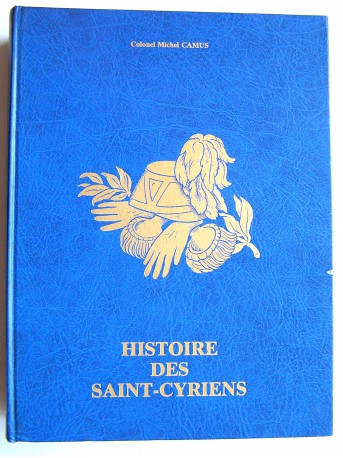 Colonel Michel CAMUS
HISTOIRE
DES
SAINT-CYRIENS